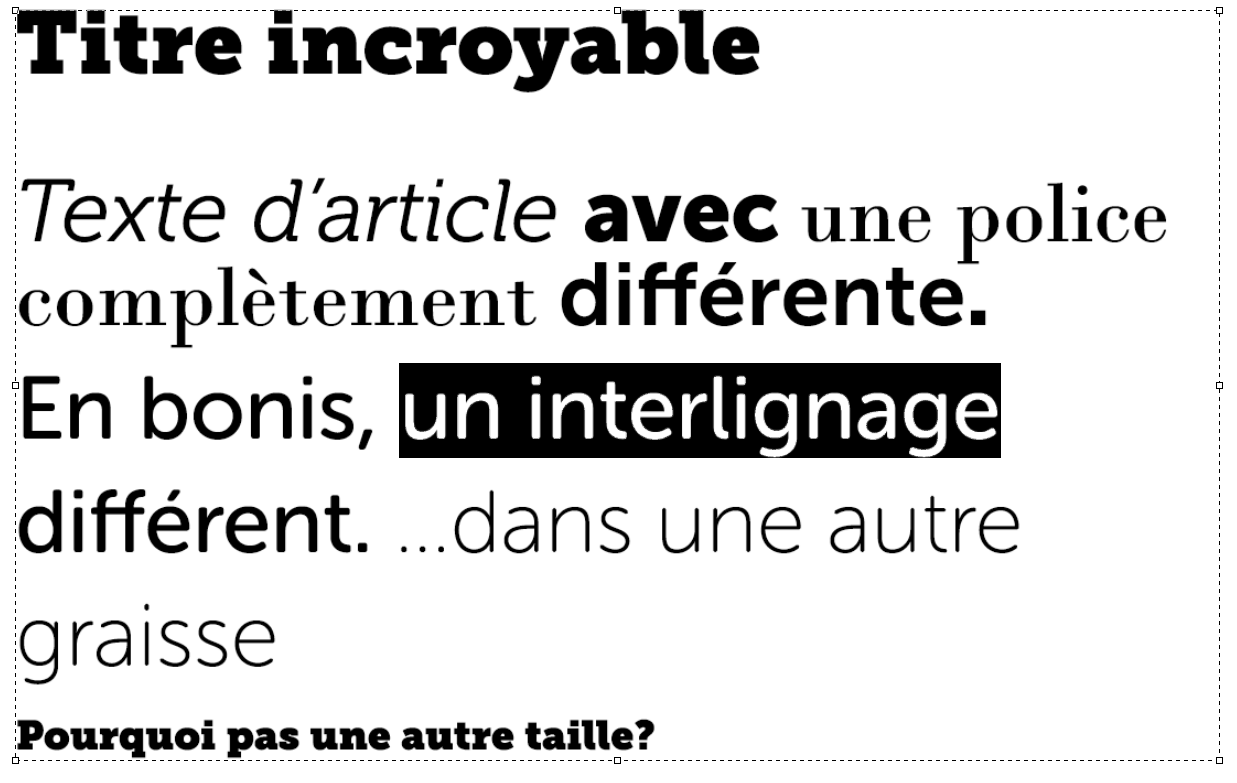 Titre incroyable
Texte d’article avec une police
complètement différente.
En bonis, un interlignage
différent. ...dans une autre
graisse
Pourquoi pas une autre taille?